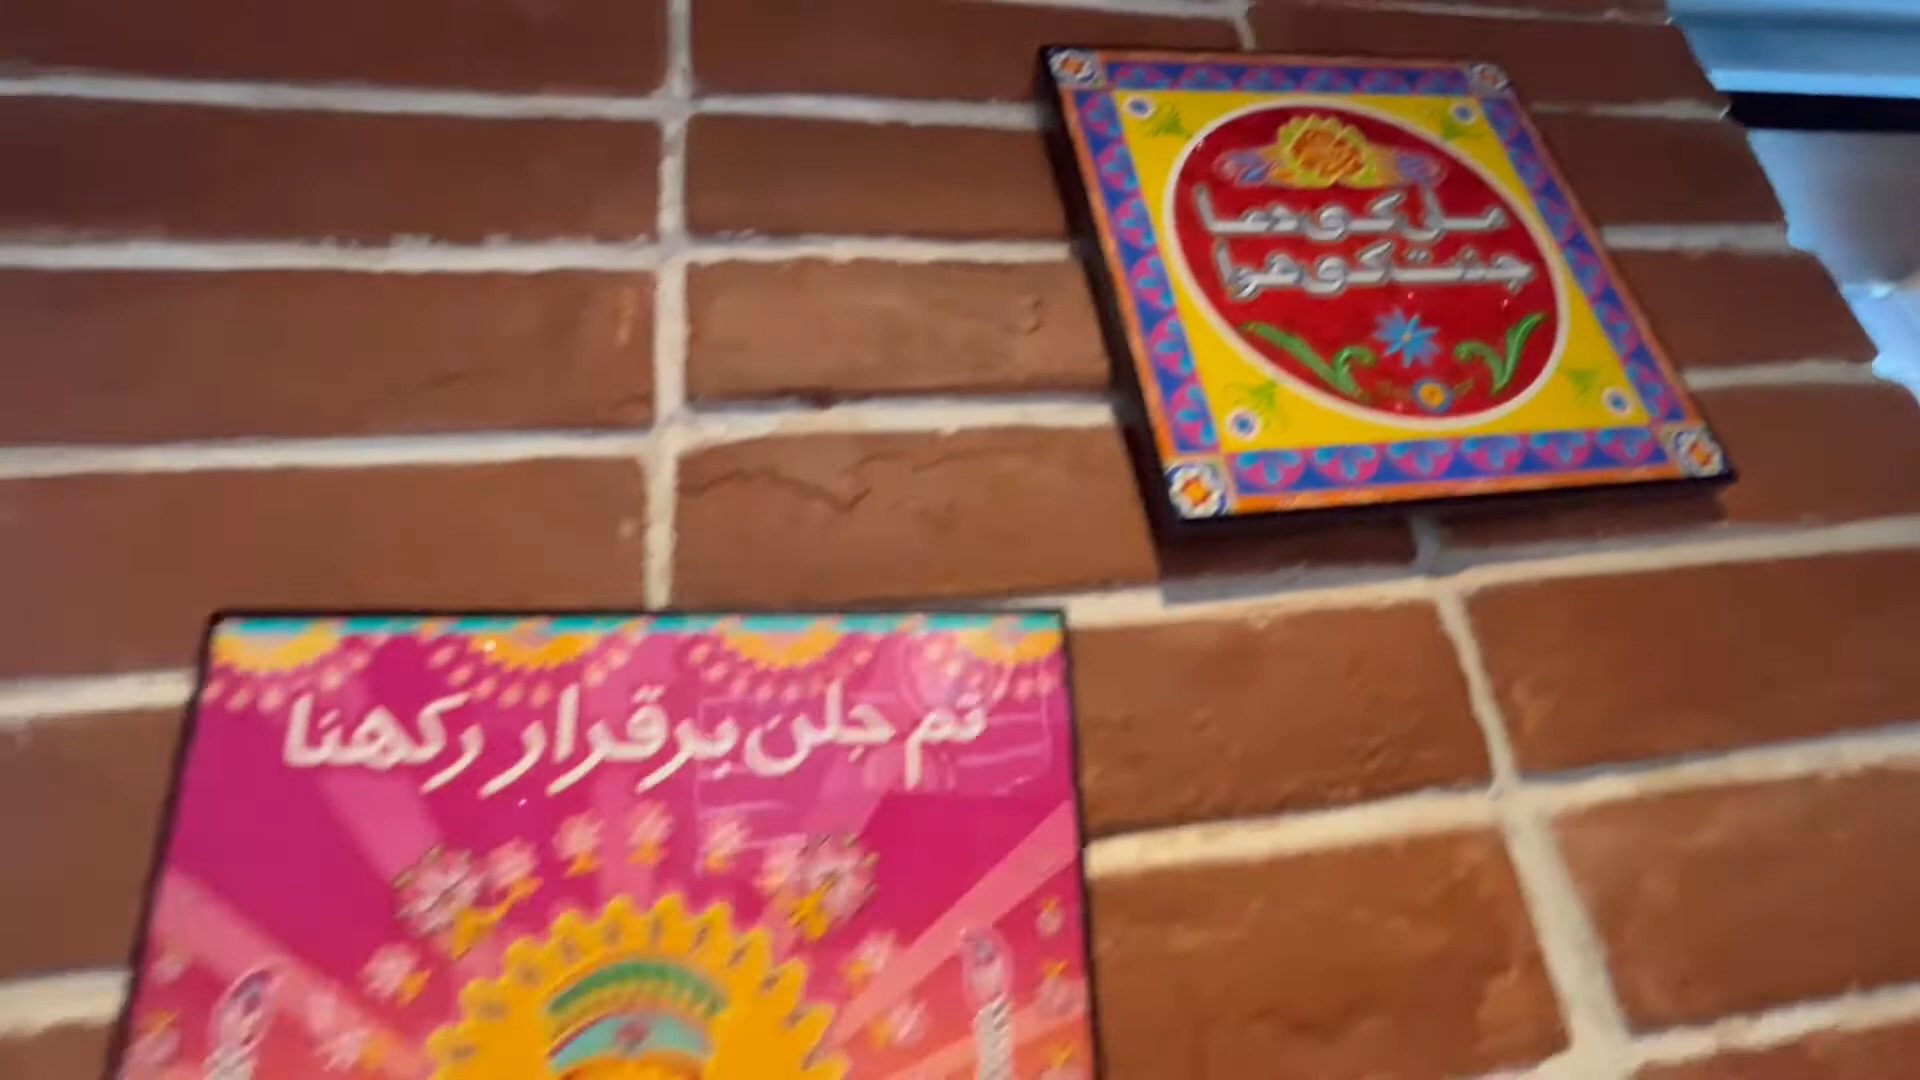 ماں کی دعا
جنت کی ہوا
تم جلن برقرار رکھنا